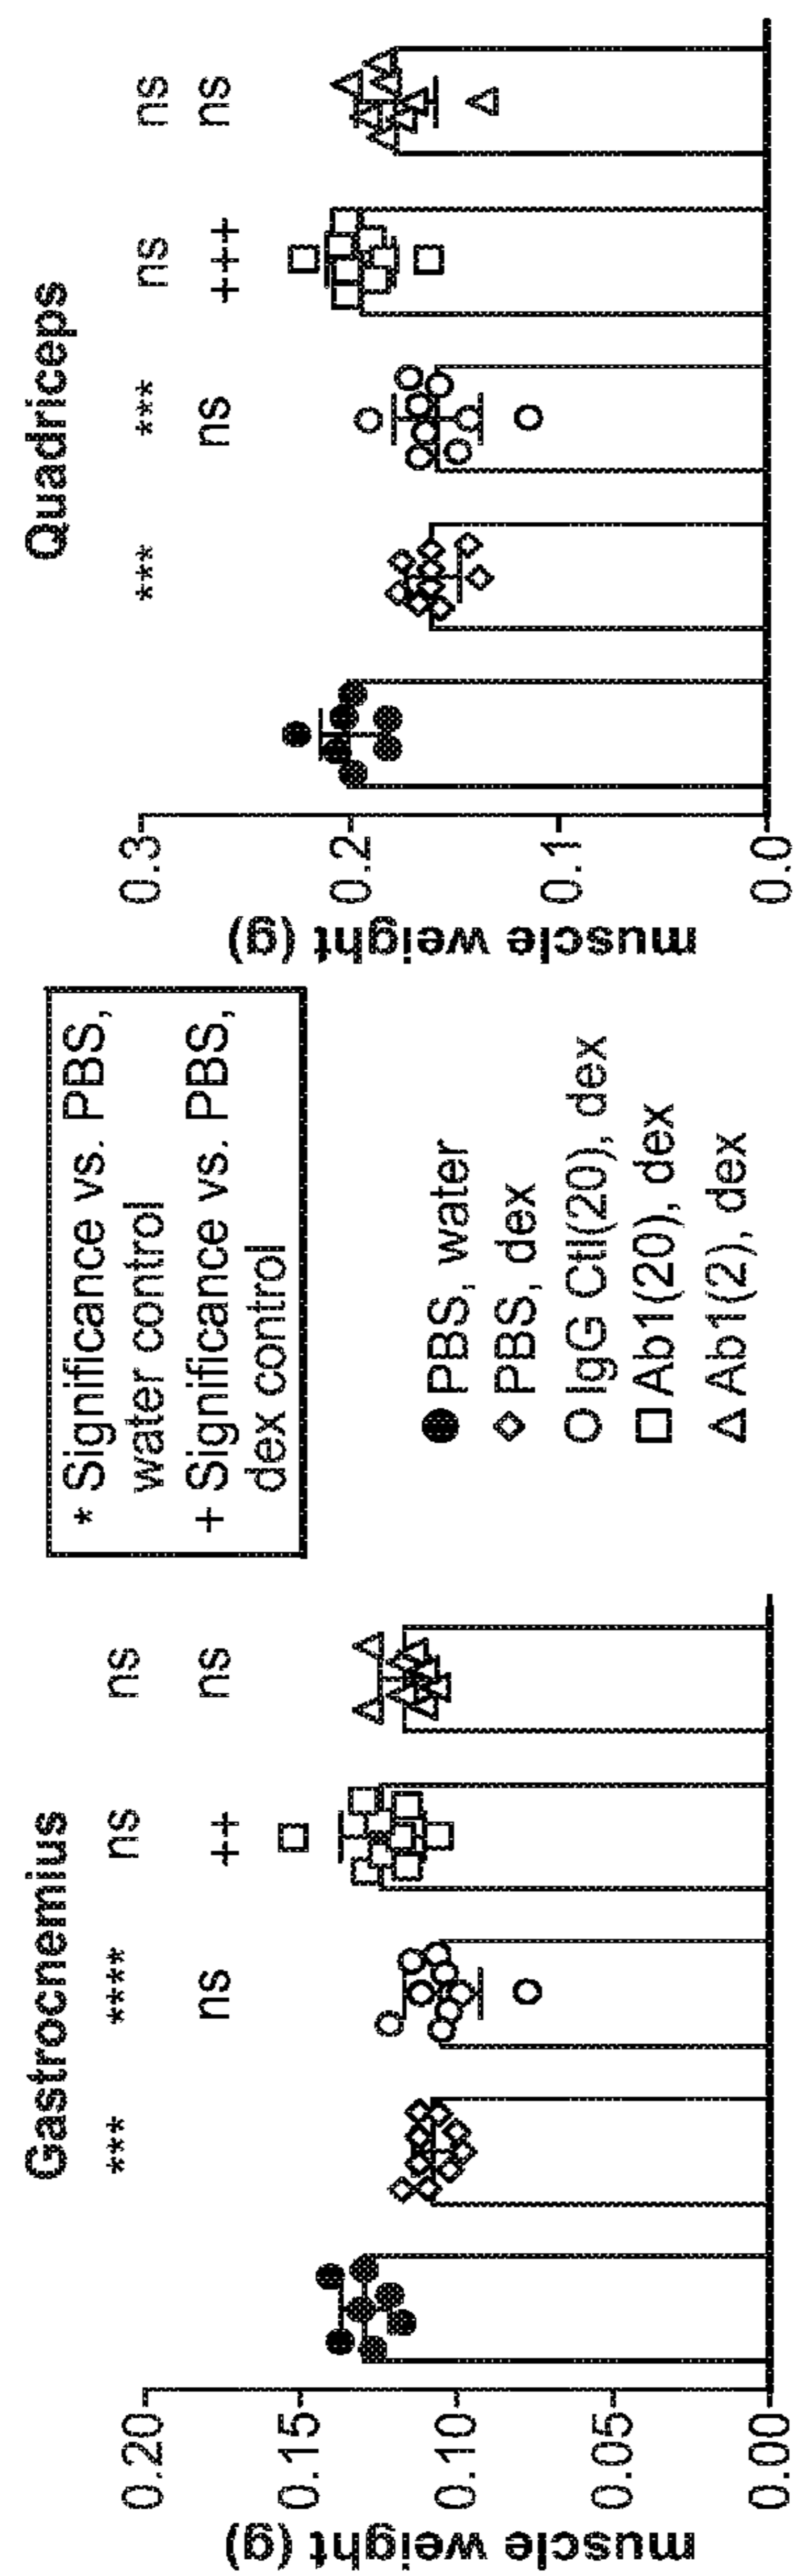 Gastrocnemius
*** **** ns ns
ns ++ ns
muscle weight (g)
0.20
0.15
0.10
0.05
0.00
* Significance vs. PBS,
water control
+ Significance vs. PBS,
dex control
PBS, water
PBS, dex
IgG Ctl(20), dex
Ab1(20), dex
Ab1(2), dex
Quadriceps
*** *** ns ns
ns +++ ns
muscle weight (g)
0.3
0.2
0.1
0.0